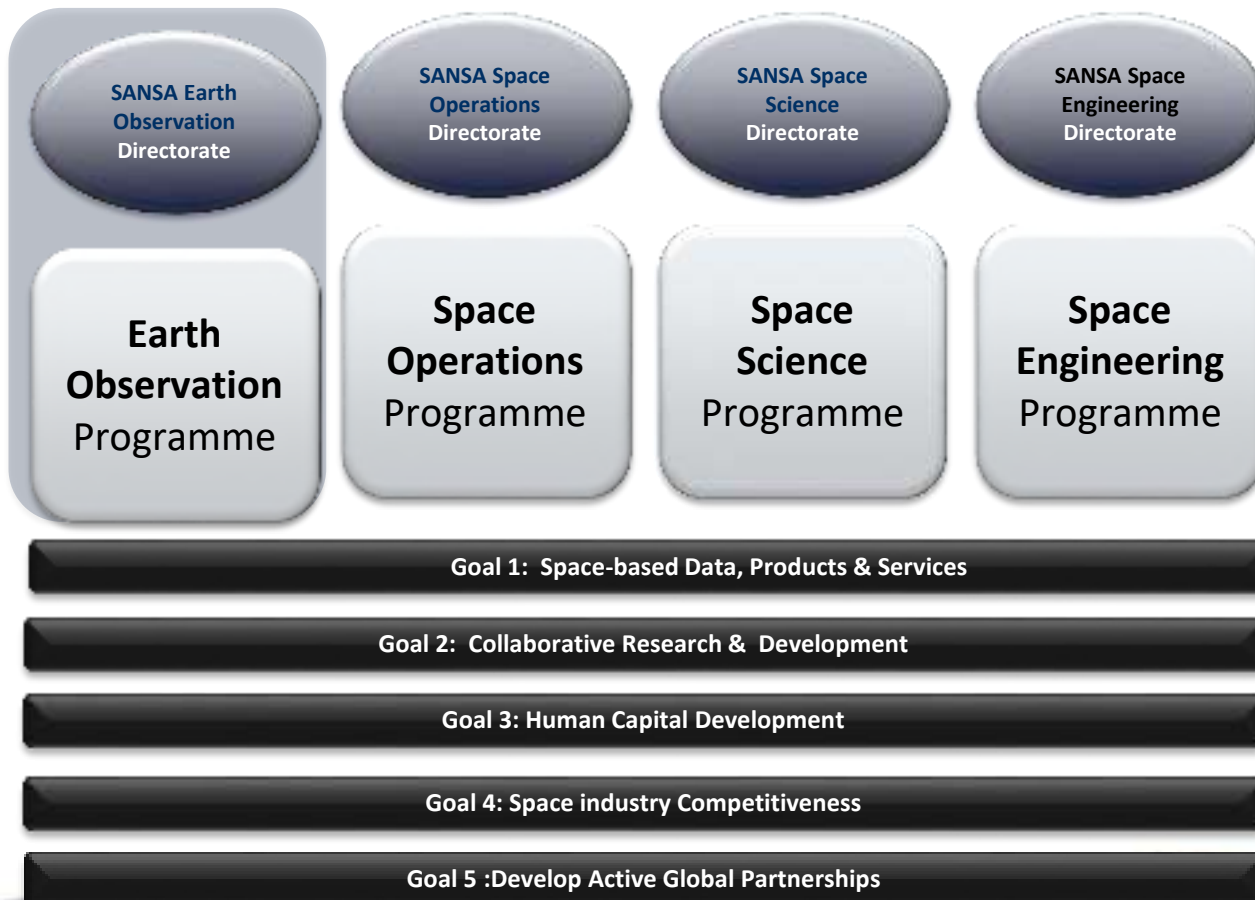 SANSA Earth
Observation
Directorate
SANSA Space
Operations
Directorate
SANSA Space
Science
Directorate
SANSA Space
Engineering
Directorate
Earth
Observation
Programme
Space
Operations
Programme
Space
Science
Programme
Space
Engineering
Programme
Goal 1:  Space-based Data, Products & Services
Goal 2:  Collaborative Research &  Development
Goal 3: Human Capital Development
Goal 4: Space industry Competitiveness
Goal 5 :Develop Active Global Partnerships